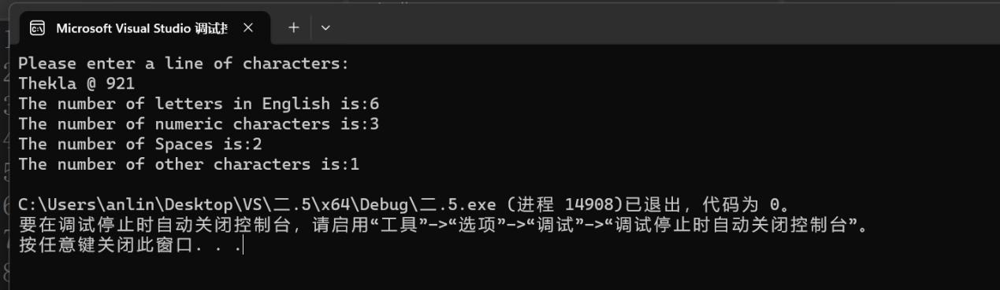 Microsoft Visual Studio 调试控
Please enter a line of characters:
Thekla @ 921
The number of letters in English is:6
The number of numeric characters is:3
The number of Spaces is:2
The number of other characters is:1
C:\Users\anlin\Desktop\VS\二.5\x64\Debug\二.5.exe (进程 14908)已退出，代码为 0。
要在调试停止时自动关闭控制台，请启用“工具”->“选项”->“调试”->“调试停止时自动关闭控制台”。
按任意键关闭此窗口. . .